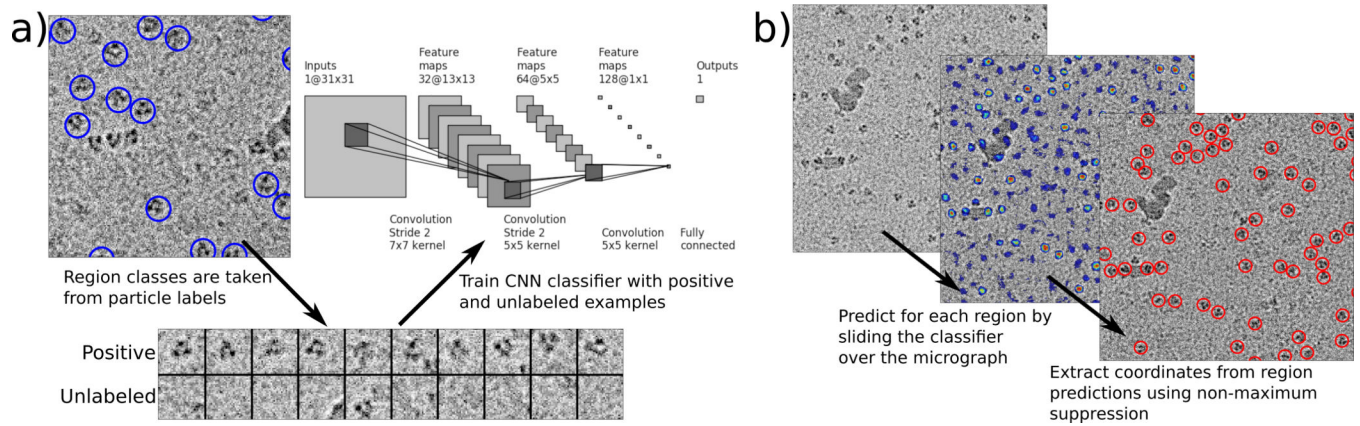 a)
Inputs
1@31x31
Feature
maps
32@13x13
Feature
maps
64@5x5
Feature
maps
128@1x1
Outputs
1
Convolution
Stride 2
7x7 kernel
Convolution
Stride 2
5x5 kernel
Convolution
5x5 kernel
Fully
connected
Region classes are taken
from particle labels
Train CNN classifier with positive
and unlabeled examples
Positive
Unlabeled
b)
Predict for each region by
sliding the classifier
over the micrograph
Extract coordinates from region
predictions using non-maximum
suppression